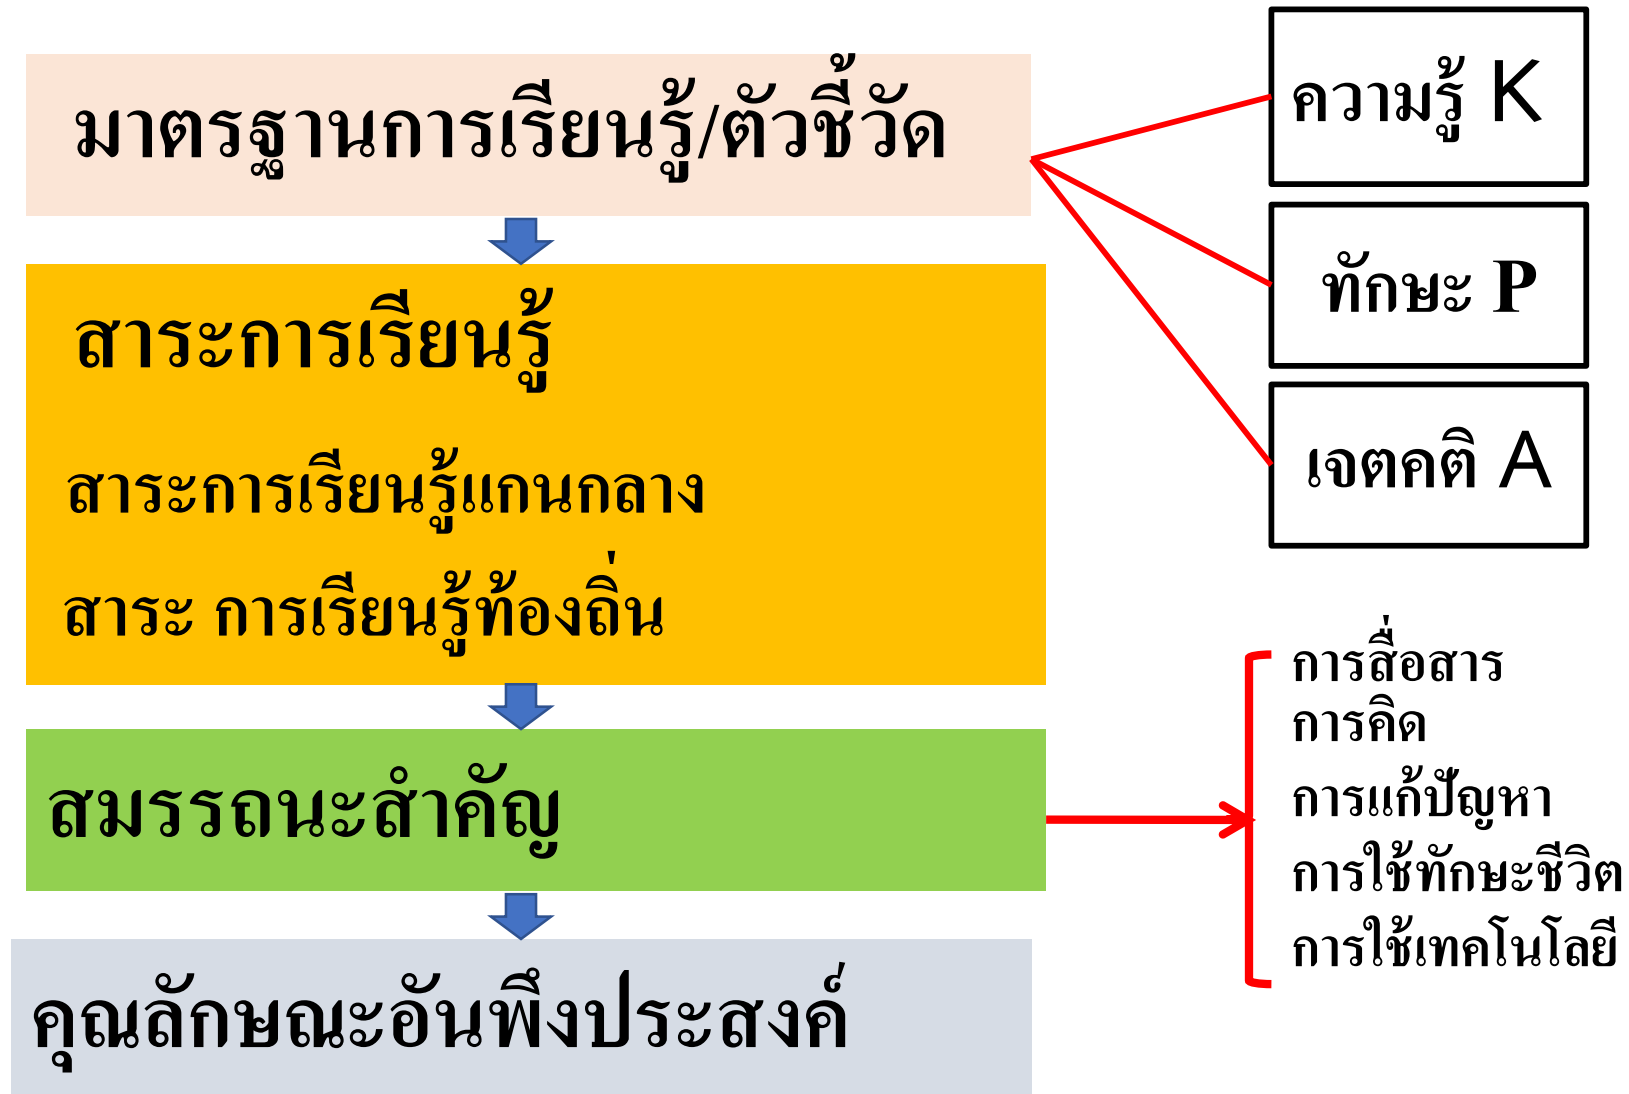 มาตรฐานการเรียนรู้/ตัวชี้วัด
ความรู้ K
ทักษะ P
เจตคติ A
สาระการเรียนรู้
สาระการเรียนรู้แกนกลาง
สาระ การเรียนรู้ท้องถิ่น
สมรรถนะสำคัญ
การสื่อสาร
การคิด
การแก้ปัญหา
การใช้ทักษะชีวิต
การใช้เทคโนโลยี
คุณลักษณะอันพึงประสงค์